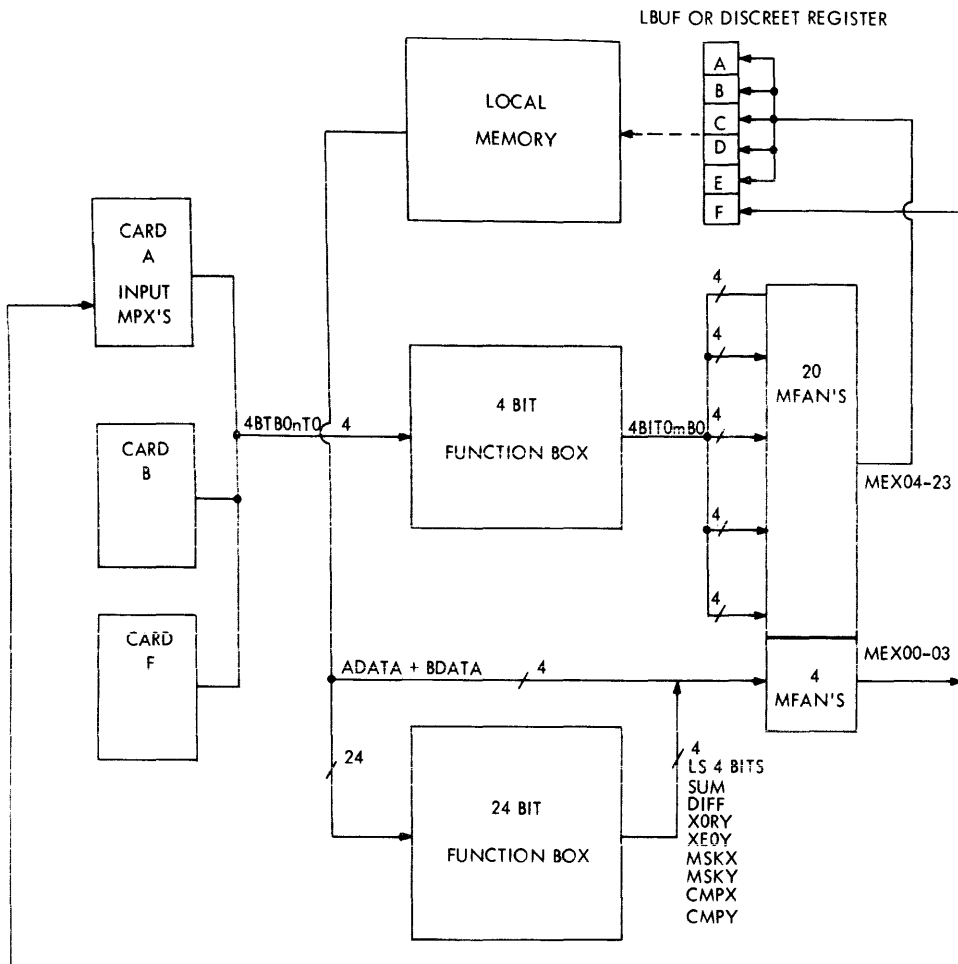 LBUF OR DISCREET REGISTER
A
B
C
D
E
F
LOCAL
MEMORY
CARD
A
INPUT
MPX'S
CARD
B
CARD
F
4BTB0nT0 4
4 BIT
FUNCTION BOX
4BIT0mB0
4
4
4
4
4
20
MFAN'S
MEX04-23
MEX00-03
4
MFAN'S
ADATA + BDATA 4
24
24 BIT
FUNCTION BOX
4
LS 4 BITS
SUM
DIFF
X0RY
XE0Y
MSKX
MSKY
CMPX
CMPY